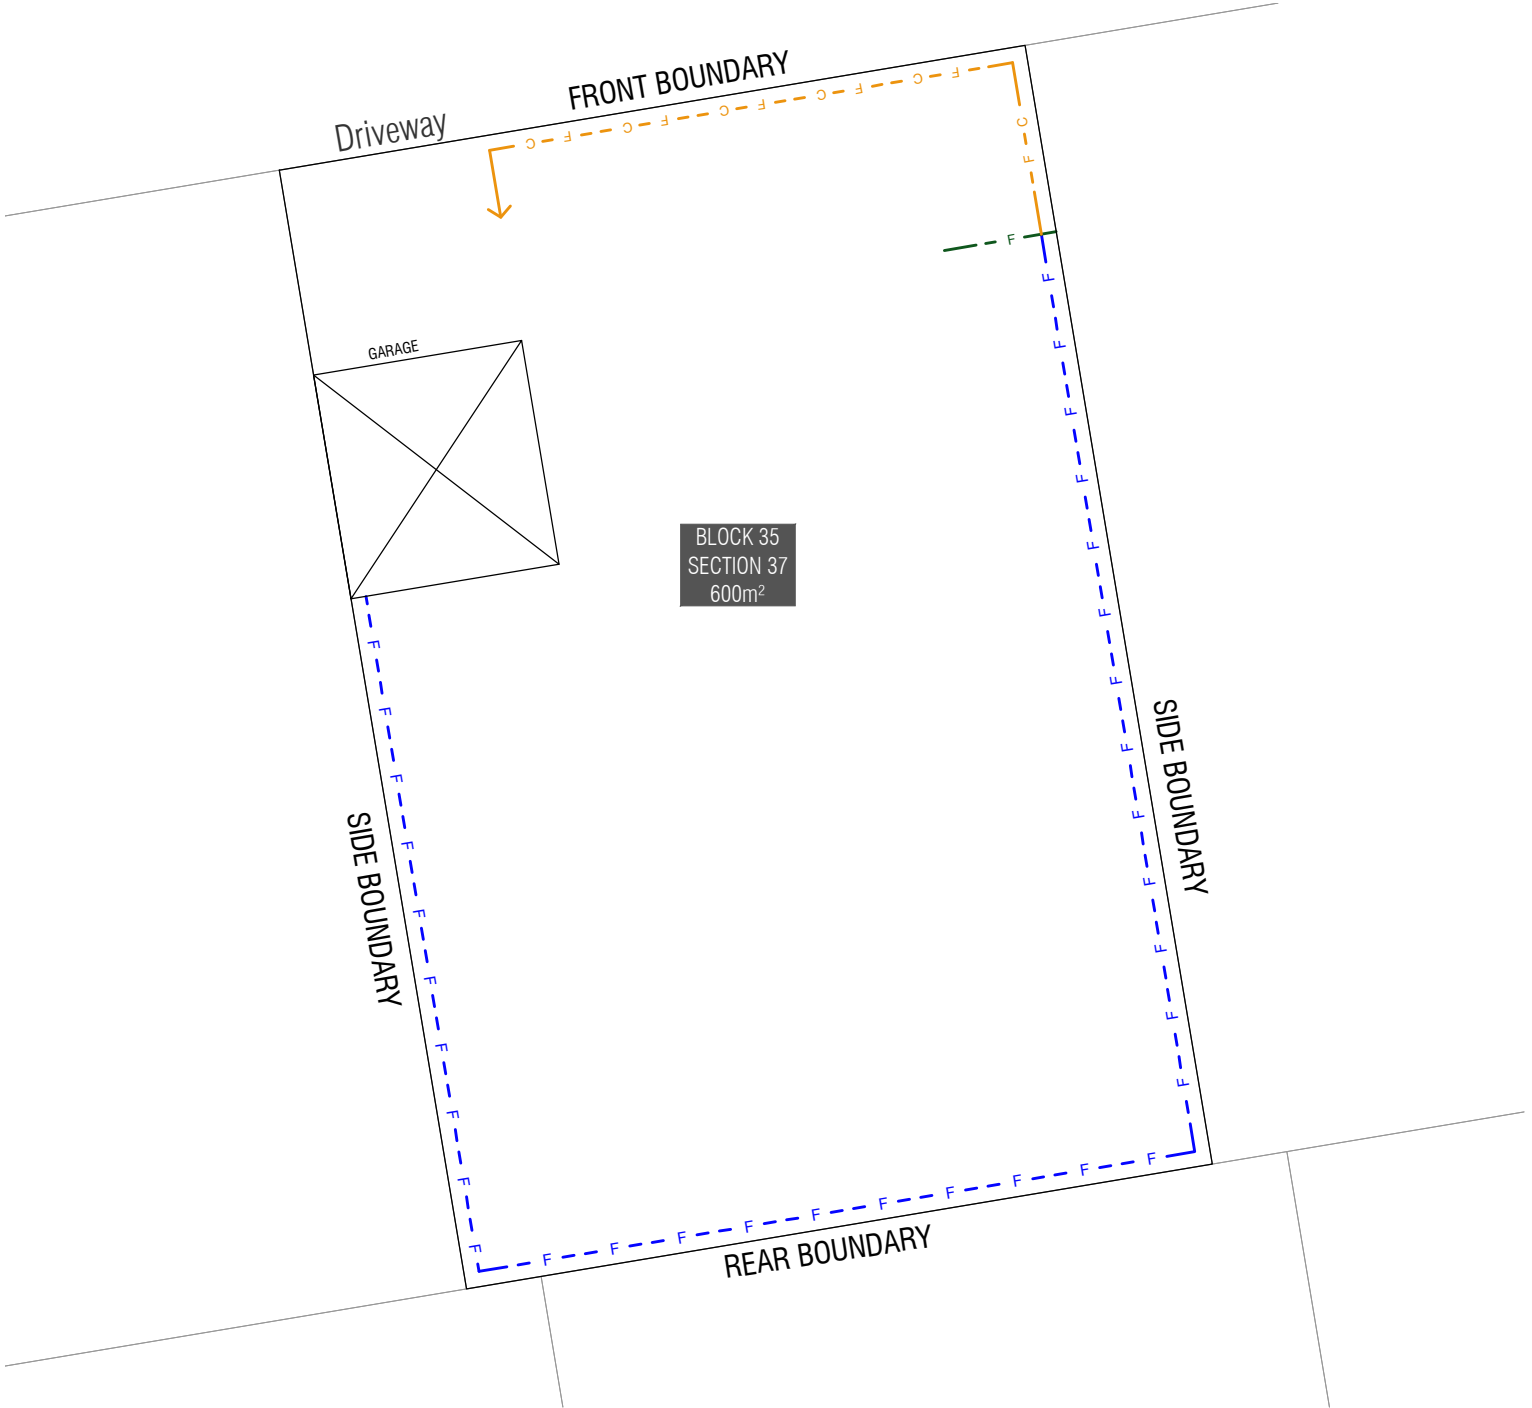 FRONT BOUNDARY
Driveway
C F C F C F C F C F
C
F
F
GARAGE
BLOCK 35
SECTION 37
600m²
F F F F F F F F F F F F F
SIDE BOUNDARY
F F F F F F F F F F
SIDE BOUNDARY
F F F F F F F F F F
REAR BOUNDARY